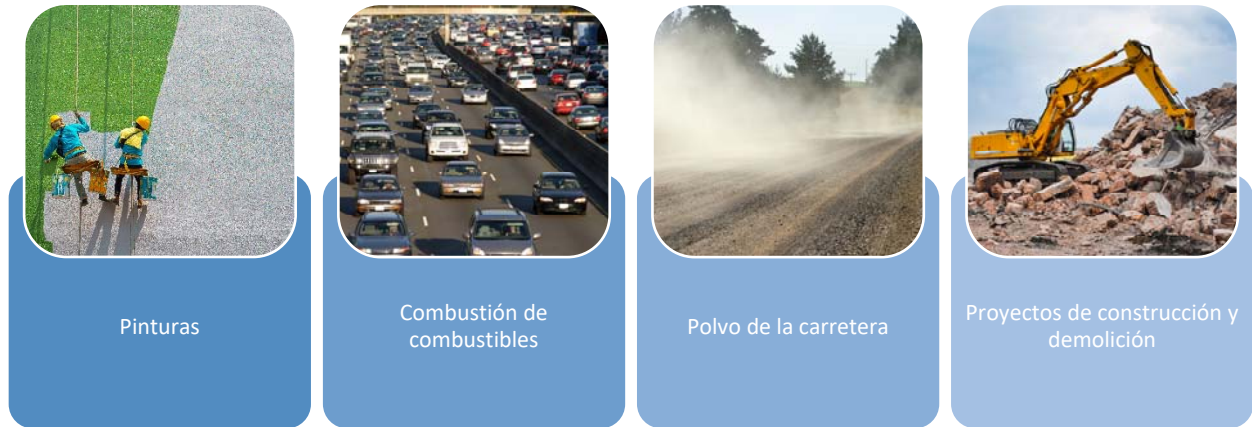 Pinturas
Combustión de
combustibles
Polvo de la carretera
Proyectos de construcción y
demolición